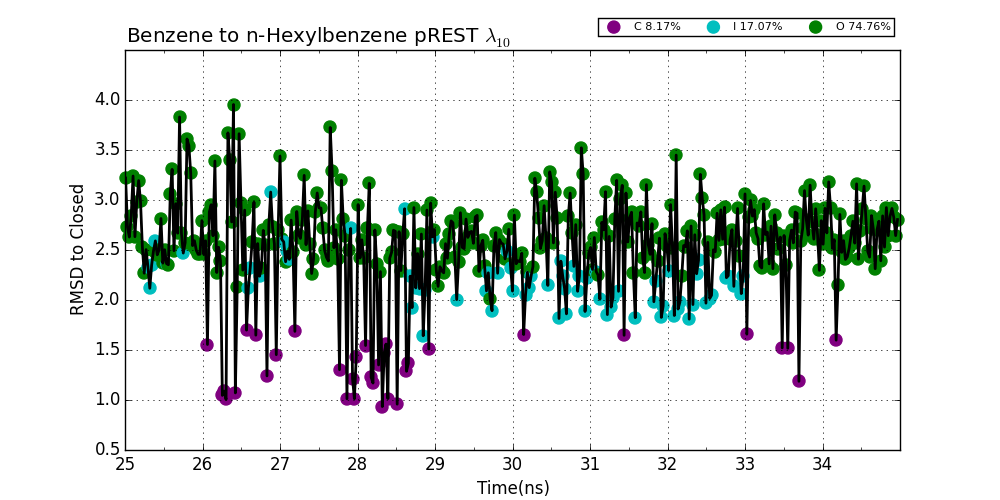 C 8.17% I 17.07% O 74.76%
Benzene to n-Hexylbenzene pREST λ10
4.0
3.5
3.0
2.5
2.0
1.5
1.0
0.5
RMSD to Closed
25 26 27 28 29 30 31 32 33 34
Time(ns)